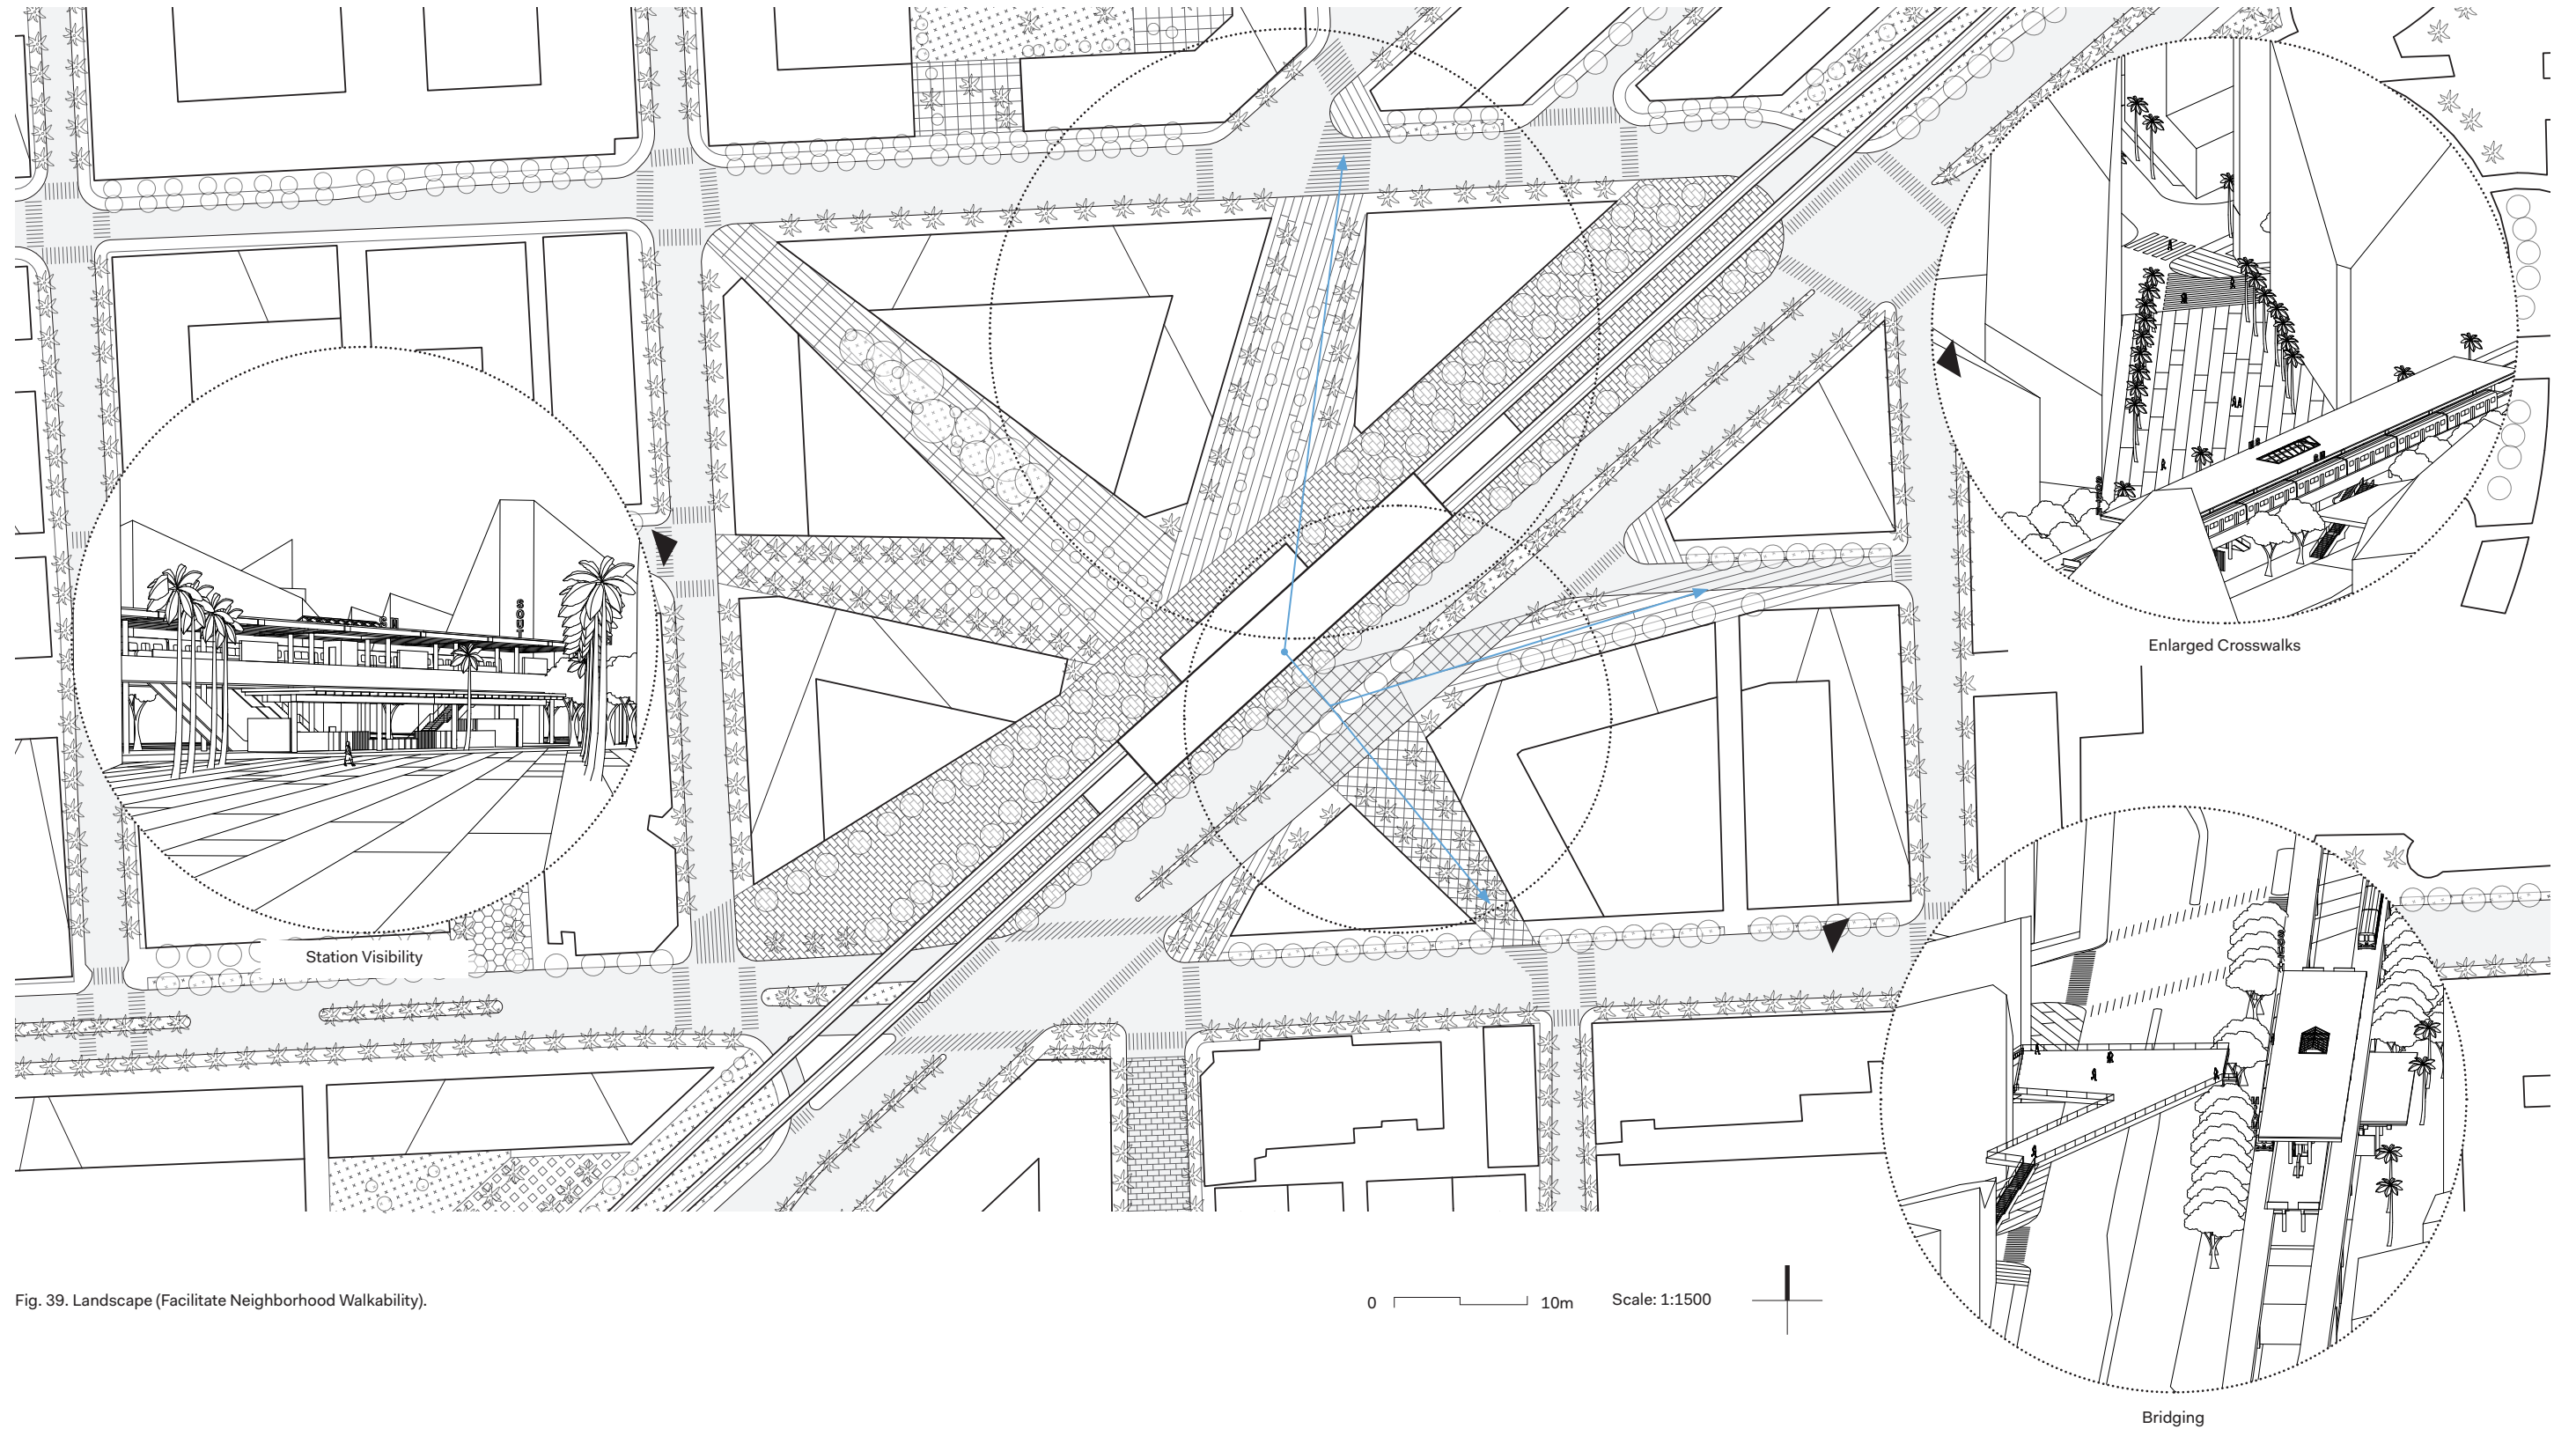 Enlarged Crosswalks
Station Visibility
Fig. 39. Landscape (Facilitate Neighborhood Walkability).
0 10m Scale: 1:1500
Bridging